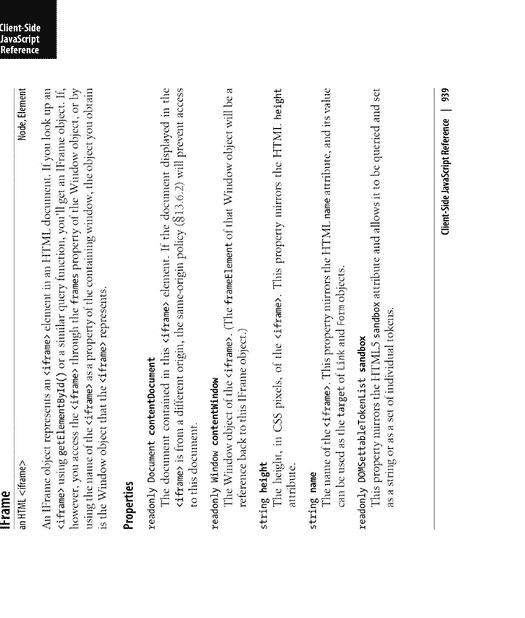 Client-Side
JavaScript
Reference
IFrame
an HTML <iframe> Node, Element
An IFrame object represents an <iframe> element in an HTML document. If you look up an
<iframe> using getElementById() or a similar query function, you'll get an IFrame object. If,
however, you access the <iframe> through the frames property of the Window object, or by
using the name of the <iframe> as a property of the containing window, the object you obtain
is the Window object that the <iframe> represents.
Properties
readonly Document contentDocument
The document contained in this <iframe> element. If the document displayed in the
<iframe> is from a different origin, the same-origin policy (§13.6.2) will prevent access
to this document.
readonly Window contentWindow
The Window object of the <iframe>. (The frameElement of that Window object will be a
reference back to this IFrame object.)
string height
The height, in CSS pixels, of the <iframe>. This property mirrors the HTML height
attribute.
string name
The name of the <iframe>. This property mirrors the HTML name attribute, and its value
can be used as the target of Link and Form objects.
readonly DOMSettableTokenList sandbox
This property mirrors the HTML5 sandbox attribute and allows it to be queried and set
as a string or as a set of individual tokens.
Client-Side JavaScript Reference | 939